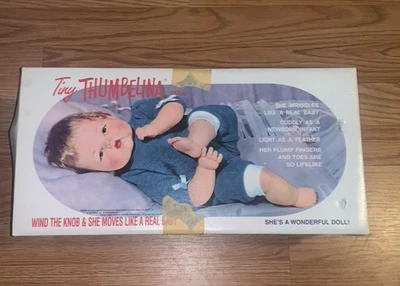 Tiny THUMBELINA
SHE WRIGGLES
LIKE A REAL BABY
CUDDLY AS A
NEWBORN INFANT
LIGHT AS A FEATHER
HER PLUMP FINGERS
AND TOES ARE
SO LIFELIKE
WIND THE KNOB & SHE MOVES LIKE A REAL BABY
SHE'S A WONDERFUL DOLL!